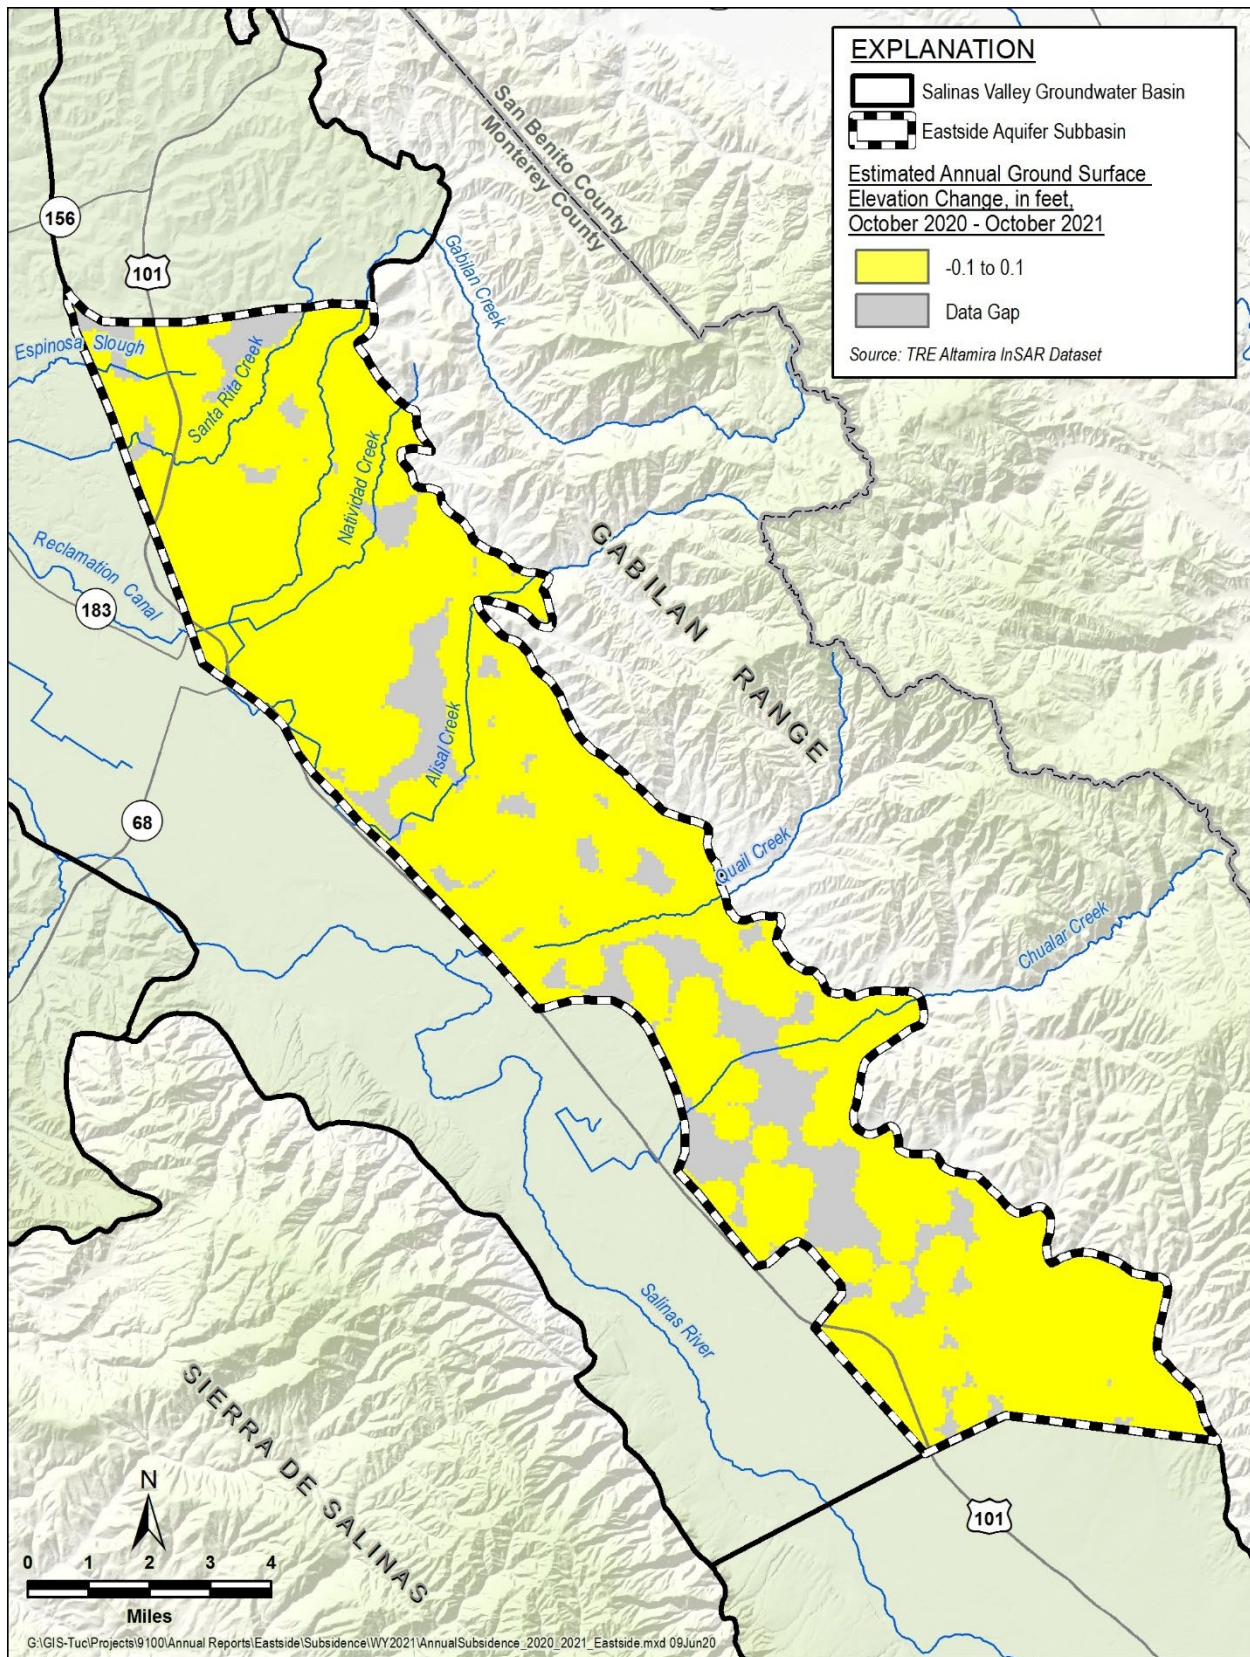 EXPLANATION
Salinas Valley Groundwater Basin
Eastside Aquifer Subbasin
Estimated Annual Ground Surface
Elevation Change, in feet,
October 2020 - October 2021
-0.1 to 0.1
Data Gap
Source: TRE Altamira InSAR Dataset
San Benito County
Monterey County
156
101
Gabilan Creek
Espinosa Slough
Santa Rita Creek
Natividad Creek
Reclamation Canal
183
GABILAN RANGE
Alisal Creek
68
Quail Creek
Chualar Creek
Salinas River
SIERRA DE SALINAS
101
N
0 1 2 3 4
Miles
G:\GIS-Tuc\Projects\9100\Annual Reports\Eastside\Subsidence\WY2021\AnnualSubsidence_2020_2021_Eastside.mxd 09Jun20